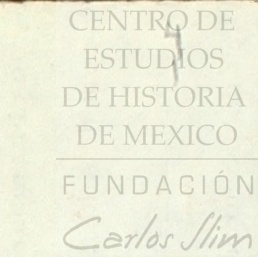 CENTRO DE
ESTUDIOS
DE HISTORIA
DE MEXICO
FUNDACIÓN
Carlos Slim